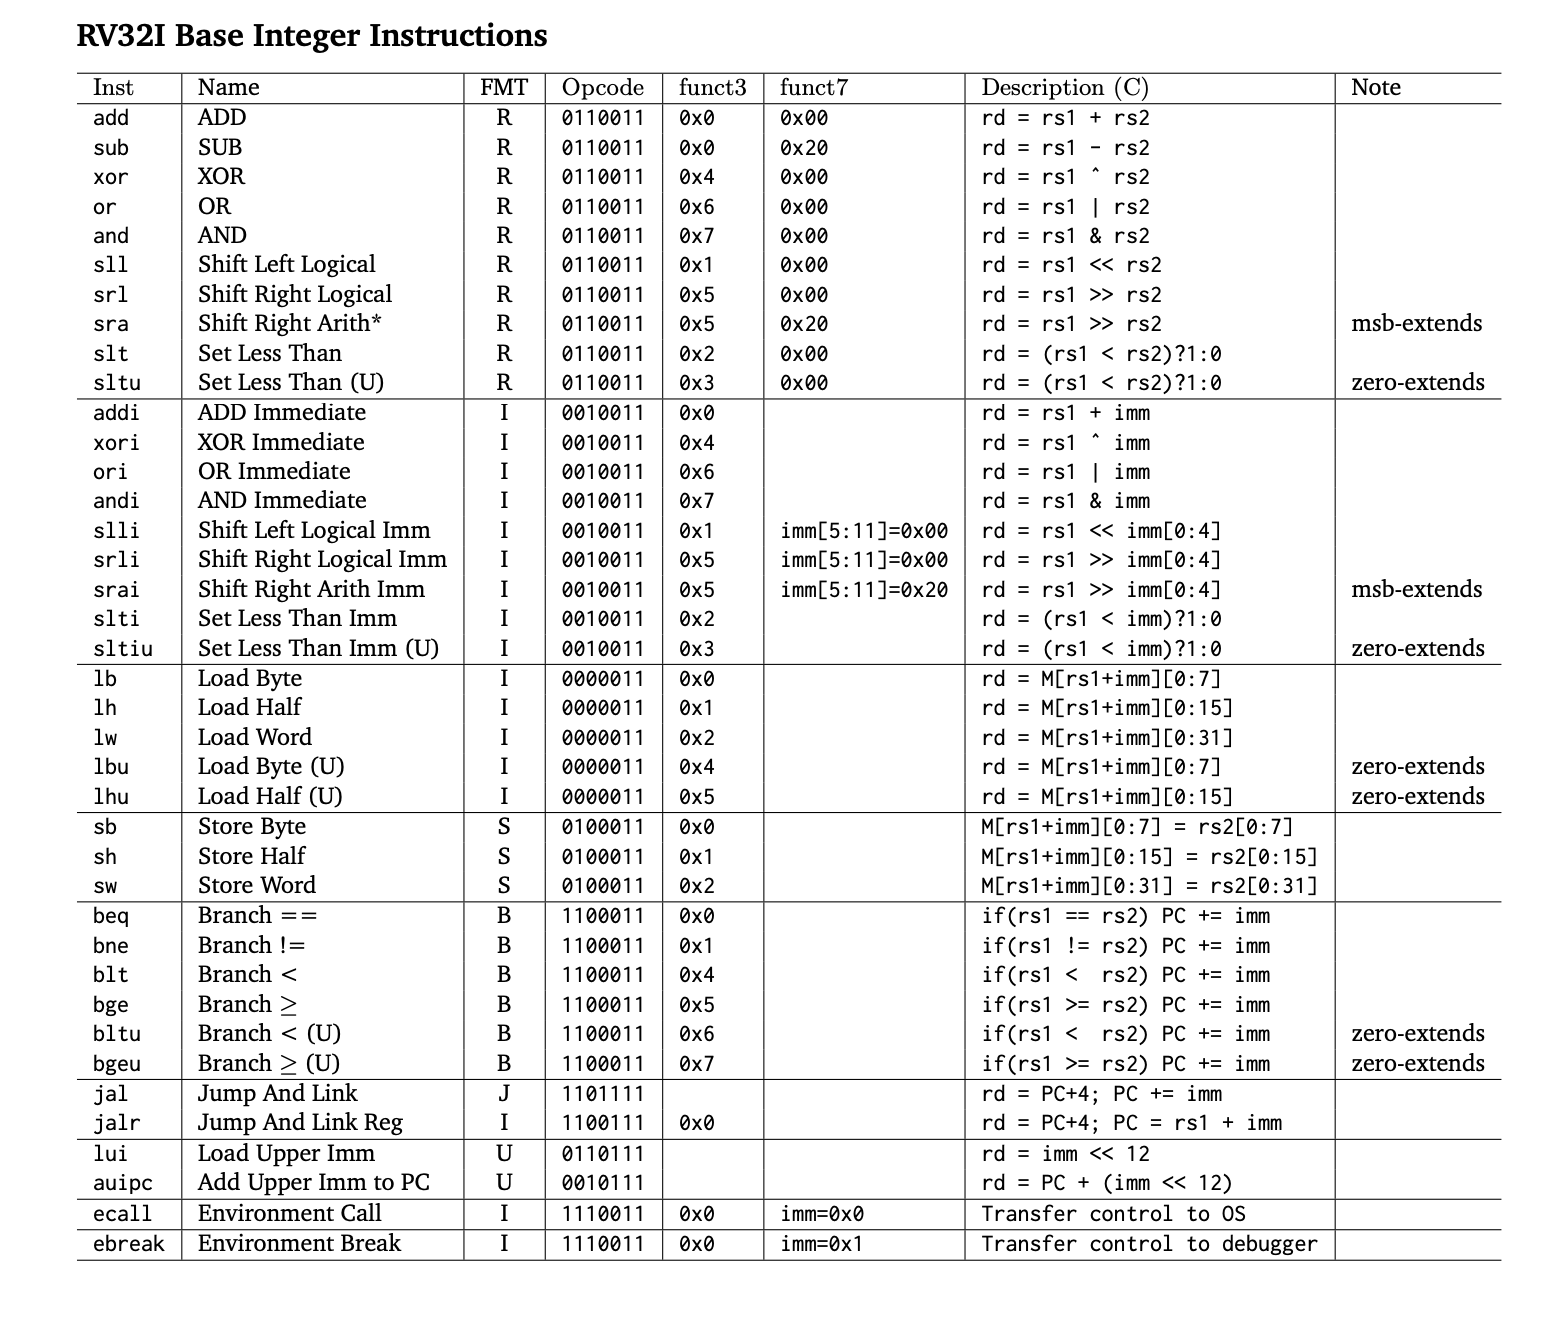 RV32I Base Integer Instructions
Inst Name FMT Opcode funct3 funct7 Description (C) Note
add ADD R 0110011 0x0 0x00 rd = rs1 + rs2
sub SUB R 0110011 0x0 0x20 rd = rs1 - rs2
xor XOR R 0110011 0x4 0x00 rd = rs1 ^ rs2
or OR R 0110011 0x6 0x00 rd = rs1 | rs2
and AND R 0110011 0x7 0x00 rd = rs1 & rs2
sll Shift Left Logical R 0110011 0x1 0x00 rd = rs1 << rs2
srl Shift Right Logical R 0110011 0x5 0x00 rd = rs1 >> rs2
sra Shift Right Arith* R 0110011 0x5 0x20 rd = rs1 >> rs2 msb-extends
slt Set Less Than R 0110011 0x2 0x00 rd = (rs1 < rs2)?1:0
sltu Set Less Than (U) R 0110011 0x3 0x00 rd = (rs1 < rs2)?1:0 zero-extends
addi ADD Immediate I 0010011 0x0 rd = rs1 + imm
xori XOR Immediate I 0010011 0x4 rd = rs1 ^ imm
ori OR Immediate I 0010011 0x6 rd = rs1 | imm
andi AND Immediate I 0010011 0x7 rd = rs1 & imm
slli Shift Left Logical Imm I 0010011 0x1 imm[5:11]=0x00 rd = rs1 << imm[0:4]
srli Shift Right Logical Imm I 0010011 0x5 imm[5:11]=0x00 rd = rs1 >> imm[0:4]
srai Shift Right Arith Imm I 0010011 0x5 imm[5:11]=0x20 rd = rs1 >> imm[0:4] msb-extends
slti Set Less Than Imm I 0010011 0x2 rd = (rs1 < imm)?1:0
sltiu Set Less Than Imm (U) I 0010011 0x3 rd = (rs1 < imm)?1:0 zero-extends
lb Load Byte I 0000011 0x0 rd = M[rs1+imm][0:7]
lh Load Half I 0000011 0x1 rd = M[rs1+imm][0:15]
lw Load Word I 0000011 0x2 rd = M[rs1+imm][0:31]
lbu Load Byte (U) I 0000011 0x4 rd = M[rs1+imm][0:7] zero-extends
lhu Load Half (U) I 0000011 0x5 rd = M[rs1+imm][0:15] zero-extends
sb Store Byte S 0100011 0x0 M[rs1+imm][0:7] = rs2[0:7]
sh Store Half S 0100011 0x1 M[rs1+imm][0:15] = rs2[0:15]
sw Store Word S 0100011 0x2 M[rs1+imm][0:31] = rs2[0:31]
beq Branch == B 1100011 0x0 if(rs1 == rs2) PC += imm
bne Branch != B 1100011 0x1 if(rs1 != rs2) PC += imm
blt Branch < B 1100011 0x4 if(rs1 < rs2) PC += imm
bge Branch ≥ B 1100011 0x5 if(rs1 >= rs2) PC += imm
bltu Branch < (U) B 1100011 0x6 if(rs1 < rs2) PC += imm zero-extends
bgeu Branch ≥ (U) B 1100011 0x7 if(rs1 >= rs2) PC += imm zero-extends
jal Jump And Link J 1101111 rd = PC+4; PC += imm
jalr Jump And Link Reg I 1100111 0x0 rd = PC+4; PC = rs1 + imm
lui Load Upper Imm U 0110111 rd = imm << 12
auipc Add Upper Imm to PC U 0010111 rd = PC + (imm << 12)
ecall Environment Call I 1110011 0x0 imm=0x0 Transfer control to OS
ebreak Environment Break I 1110011 0x0 imm=0x1 Transfer control to debugger